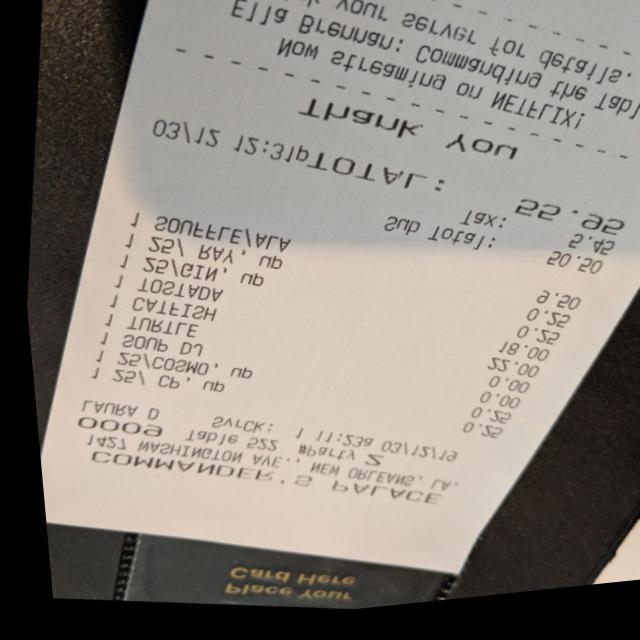 Place Your
Card Here
COMMANDER'S PALACE
1427 WASHINGTON AVE., NEW ORLEANS, LA.
0009 Table 522 #Party 2
LAURA D SvrCk: 1 11:23a 03/12/19
1 25/ CP, up 0.25
1 25/COSMO, up 0.25
1 SOUP DJ 0.00
1 TURTLE 0.00
1 CATFISH 22.00
1 TOSTADA 18.00
1 25/GIN, up 0.25
1 25/ RAY, up 0.25
1 SOUFFLE/ALA 9.50
Sub Total: 50.50
Tax: 5.45
03/12 12:31pTOTAL: 55.95
Thank You
Now streaming on NETFLIX!
Ella Brennan: Commanding the Tabl
your server for details.